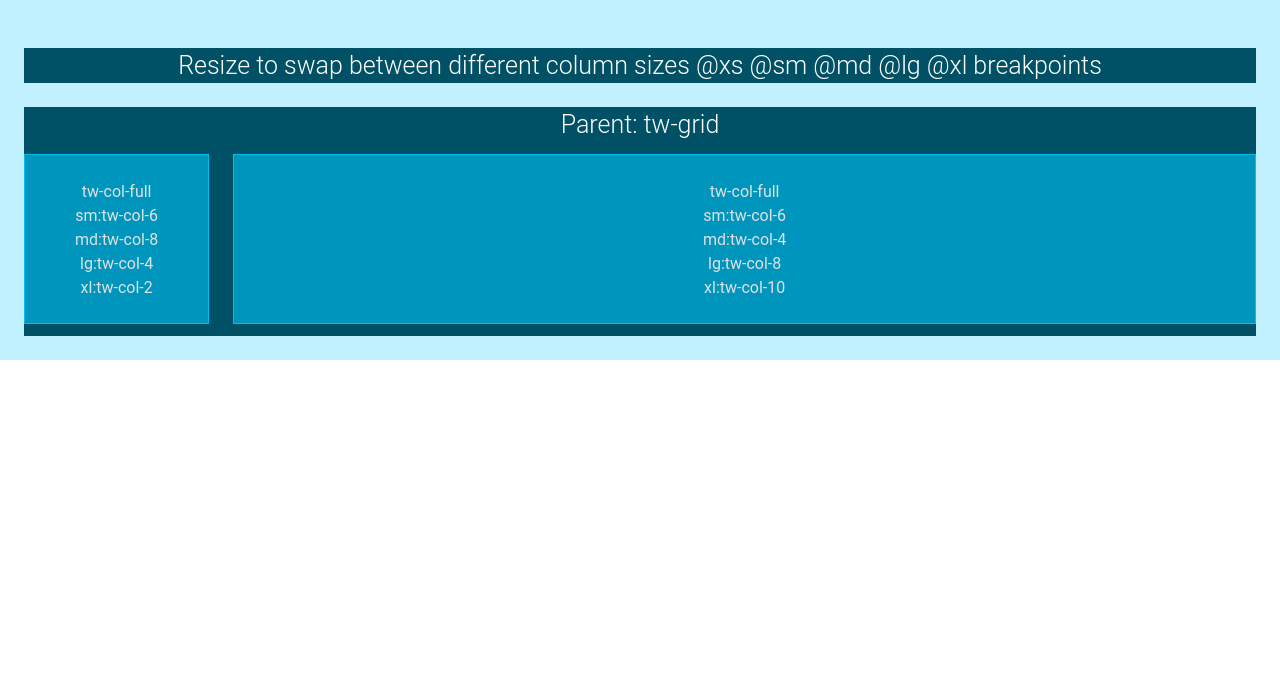 Resize to swap between different column sizes @xs @sm @md @lg @xl breakpoints
Parent: tw-grid
tw-col-full
sm:tw-col-6
md:tw-col-8
lg:tw-col-4
xl:tw-col-2
tw-col-full
sm:tw-col-6
md:tw-col-4
lg:tw-col-8
xl:tw-col-10